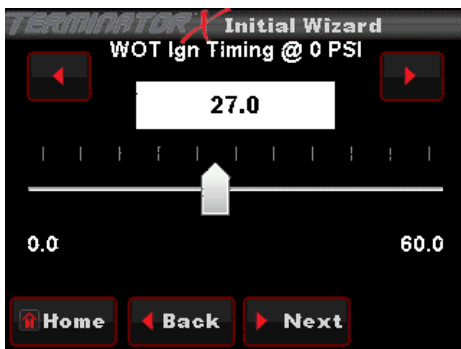 TERMINATOR X Initial Wizard
WOT Ign Timing @ 0 PSI
27.0
0.0 60.0
Home Back Next